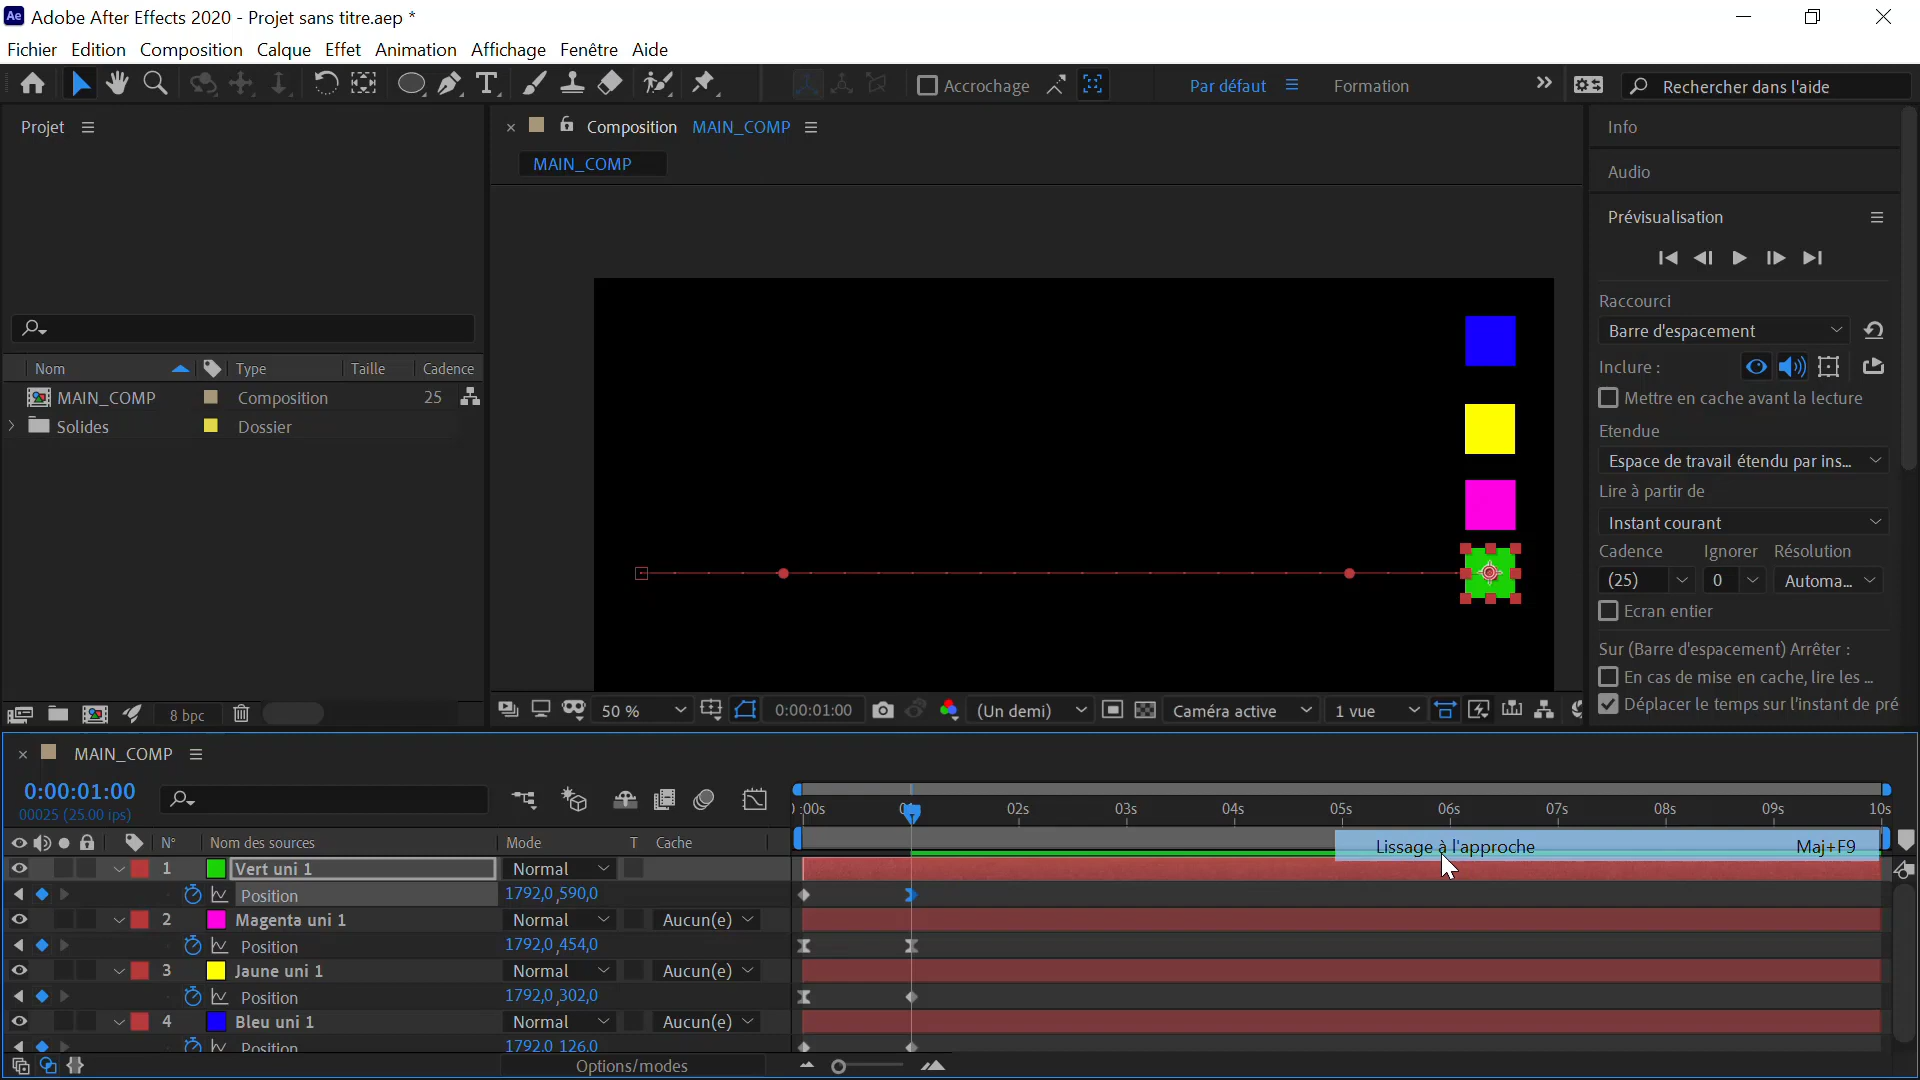 Ae Adobe After Effects 2020 - Projet sans titre.aep *
Fichier Edition Composition Calque Effet Animation Affichage Fenêtre Aide
T Accrochage Par défaut Formation Rechercher dans l'aide
Projet
Composition MAIN_COMP
MAIN_COMP
Nom Type Taille Cadence
MAIN_COMP Composition 25
Solides Dossier
8 bpc
50 % 0:00:01:00 (Un demi) Caméra active 1 vue
Info
Audio
Prévisualisation
Raccourci
Barre d'espacement
Inclure :
Mettre en cache avant la lecture
Etendue
Espace de travail étendu par ins...
Lire à partir de
Instant courant
Cadence Ignorer Résolution
(25) 0 Automa...
Ecran entier
Sur (Barre d'espacement) Arrêter :
En cas de mise en cache, lire les ...
Déplacer le temps sur l'instant de pré
MAIN_COMP
0:00:01:00
00025 (25.00 ips)
:00s 02s 03s 04s 05s 06s 07s 08s 09s 10s
N° Nom des sources Mode T Cache
Lissage à l'approche Maj+F9
1 Vert uni 1 Normal
Position 1792,0,590,0
2 Magenta uni 1 Normal Aucun(e)
Position 1792,0,454,0
3 Jaune uni 1 Normal Aucun(e)
Position 1792,0,302,0
4 Bleu uni 1 Normal Aucun(e)
Position 1792,0 126,0
Options/modes